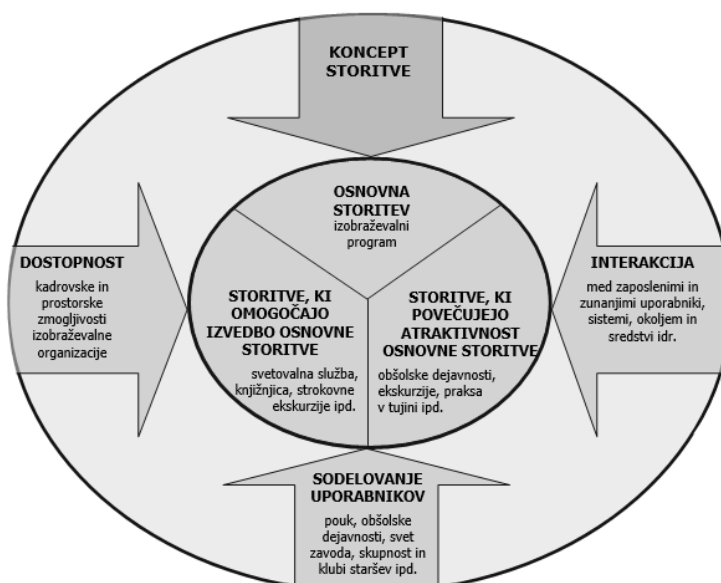 KONCEPT
STORITVE
OSNOVNA
STORITEV
izobraževalni
program
DOSTOPNOST
kadrovske in
prostorske
zmogljivosti
izobraževalne
organizacije
STORITVE, KI
OMOGOČAJO
IZVEDBO OSNOVNE
STORITVE
svetovalna služba,
knjižnjica, strokovne
ekskurzije ipd.
STORITVE, KI
POVEČUJEJO
ATRAKTIVNOST
OSNOVNE STORITVE
obšolske dejavnosti,
ekskurzije, praksa
v tujini ipd.
INTERAKCIJA
med zaposlenimi in
zunanjimi uporabniki,
sistemi, okoljem in
sredstvi idr.
SODELOVANJE
UPORABNIKOV
pouk, obšolske
dejavnosti, svet
zavoda, skupnost in
klubi staršev ipd.